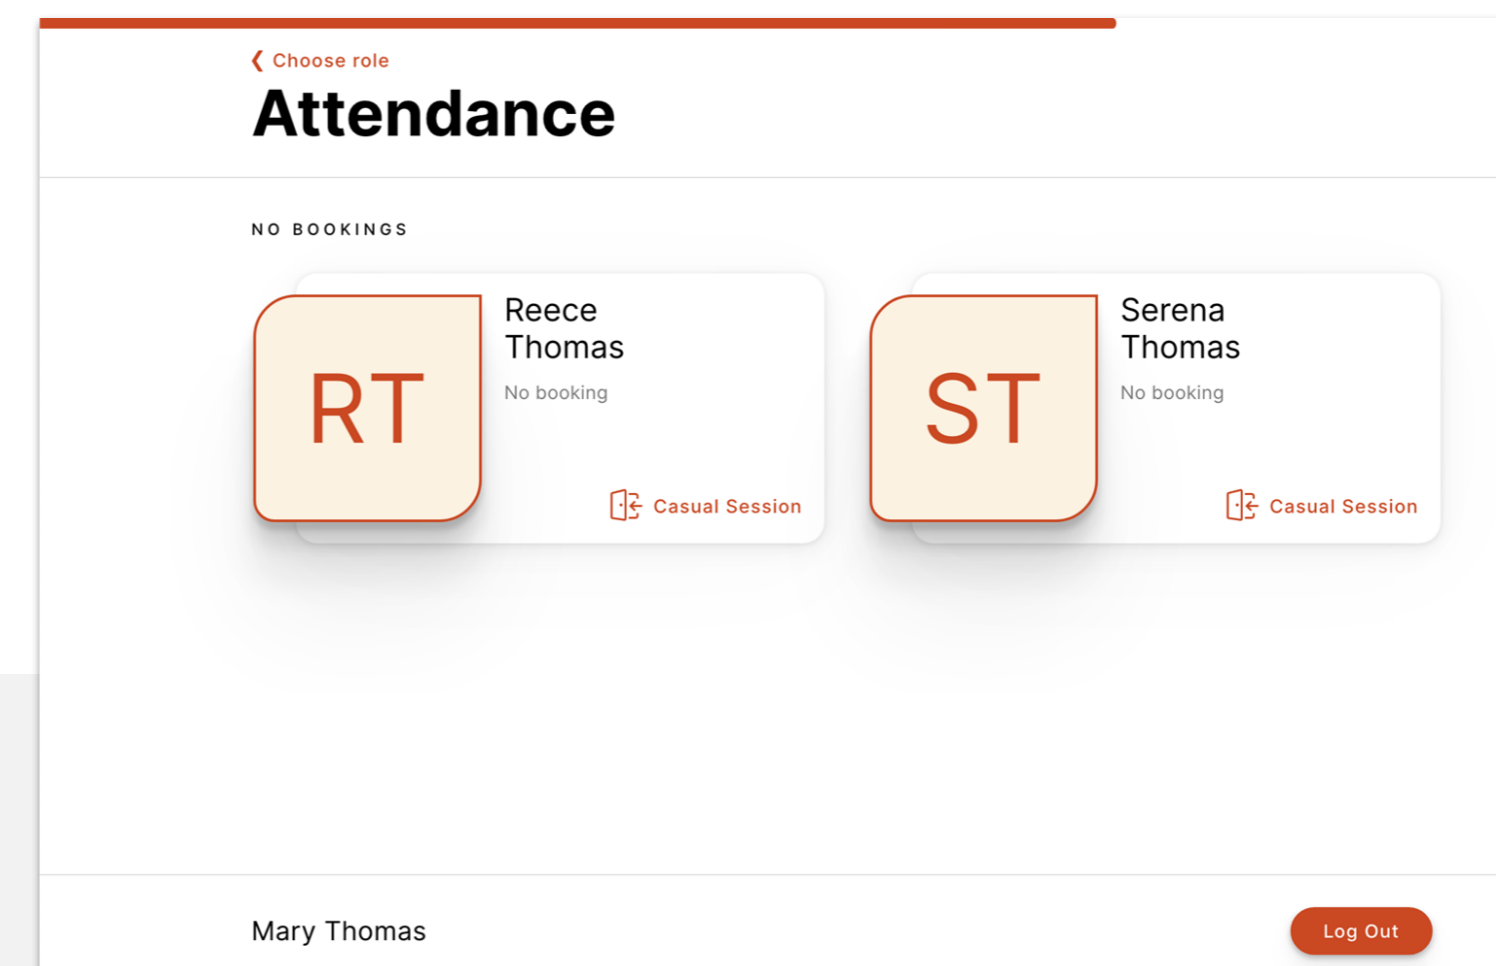 ❮ Choose role
Attendance
NO BOOKINGS
RT
Reece
Thomas
No booking
Casual Session
ST
Serena
Thomas
No booking
Casual Session
Mary Thomas
Log Out